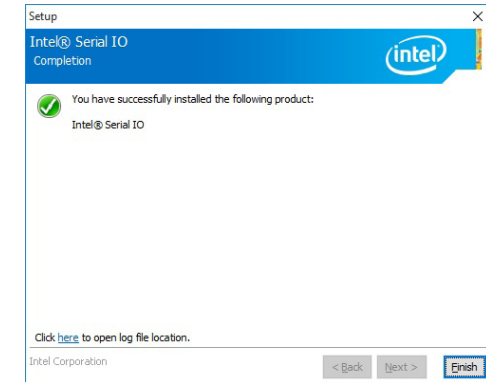 Setup
Intel® Serial IO
Completion
intel
You have successfully installed the following product:
Intel® Serial IO
Click here to open log file location.
Intel Corporation
< Back Next > Finish